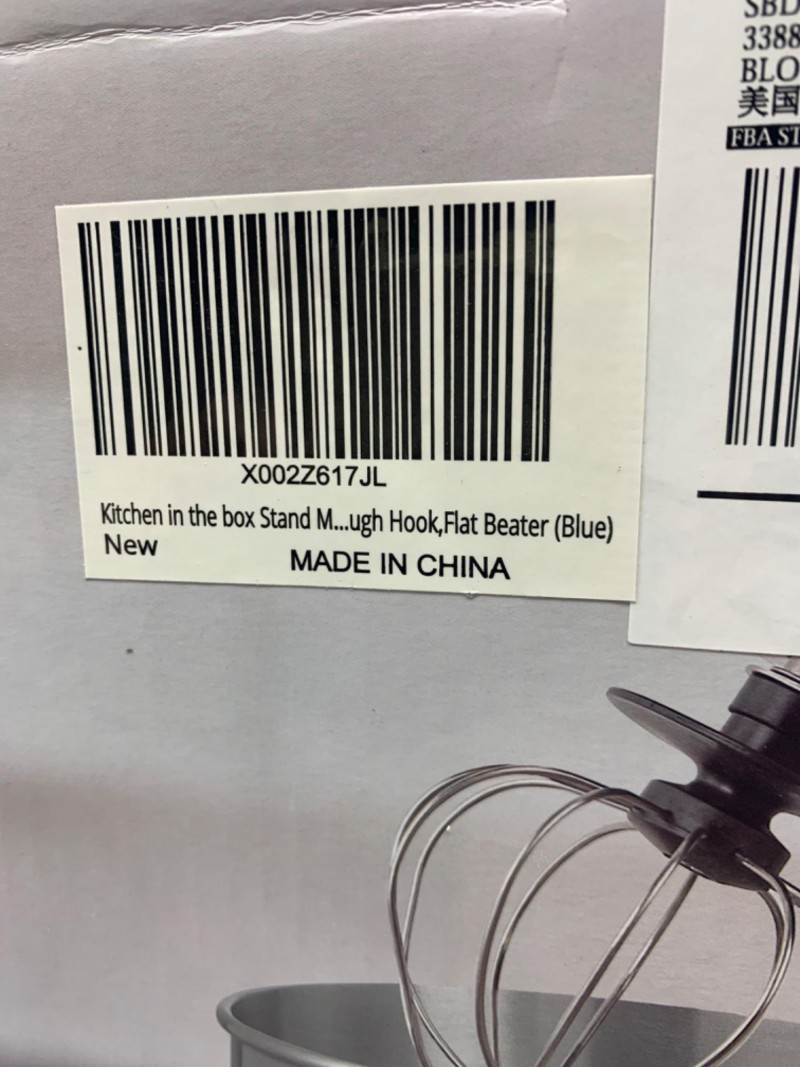 SBD
3388
BLO
美国
FBA ST
X002Z617JL
Kitchen in the box Stand M...ugh Hook,Flat Beater (Blue)
New
MADE IN CHINA